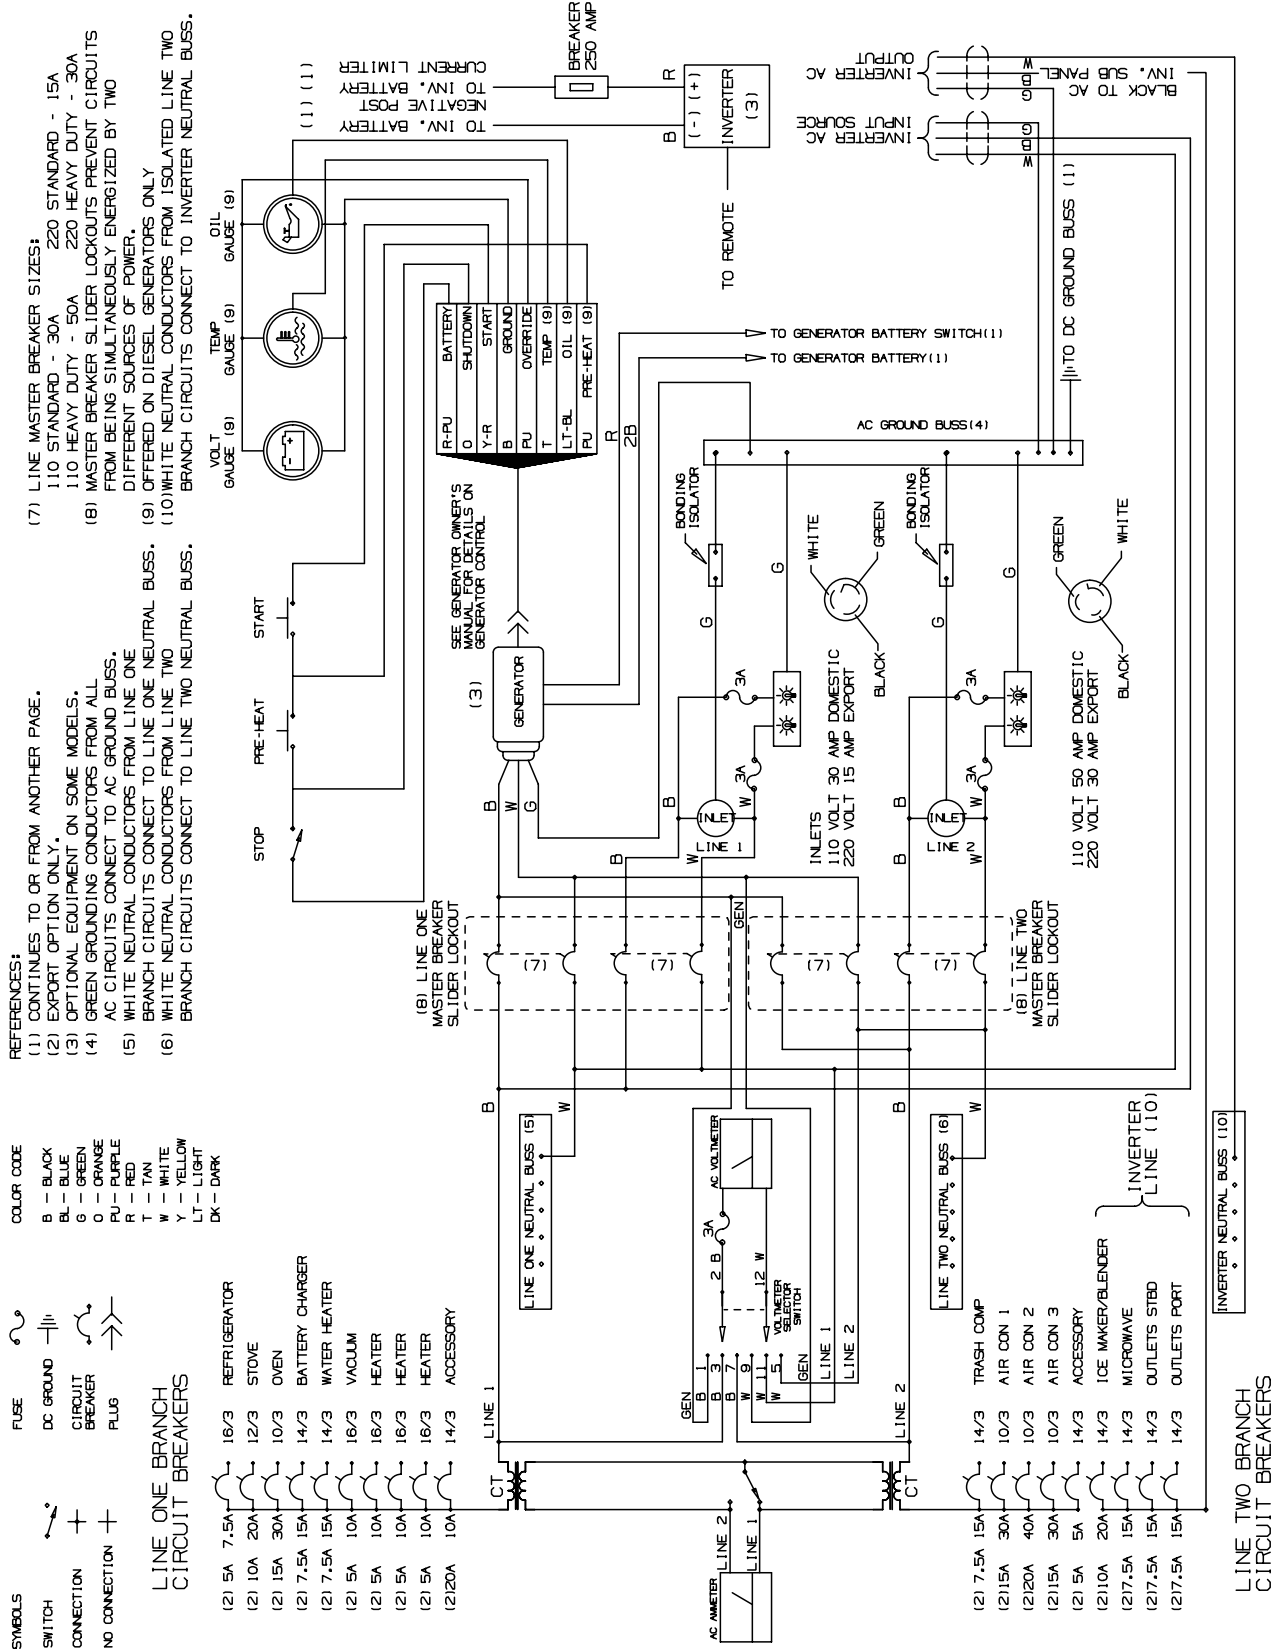 SYMBOLS
SWITCH
CONNECTION
NO CONNECTION
FUSE
DC GROUND
CIRCUIT
BREAKER
PLUG
COLOR CODE
B - BLACK
BL - BLUE
G - GREEN
O - ORANGE
PU - PURPLE
R - RED
T - TAN
W - WHITE
Y - YELLOW
LT - LIGHT
DK - DARK
REFERENCES:
(1) CONTINUES TO OR FROM ANOTHER PAGE.
(2) EXPORT OPTION ONLY.
(3) OPTIONAL EQUIPMENT ON SOME MODELS.
(4) GREEN GROUNDING CONDUCTORS FROM ALL
AC CIRCUITS CONNECT TO AC GROUND BUSS.
(5) WHITE NEUTRAL CONDUCTORS FROM LINE ONE
BRANCH CIRCUITS CONNECT TO LINE ONE NEUTRAL BUSS.
(6) WHITE NEUTRAL CONDUCTORS FROM LINE TWO
BRANCH CIRCUITS CONNECT TO LINE TWO NEUTRAL BUSS.
(7) LINE MASTER BREAKER SIZES:
110 STANDARD - 30A 220 STANDARD - 15A
110 HEAVY DUTY - 50A 220 HEAVY DUTY - 30A
(8) MASTER BREAKER SLIDER LOCKOUTS PREVENT CIRCUITS
FROM BEING SIMULTANEOUSLY ENERGIZED BY TWO
DIFFERENT SOURCES OF POWER.
(9) OFFERED ON DIESEL GENERATORS ONLY
(10)WHITE NEUTRAL CONDUCTORS FROM ISOLATED LINE TWO
BRANCH CIRCUITS CONNECT TO INVERTER NEUTRAL BUSS.
LINE ONE BRANCH
CIRCUIT BREAKERS
(2) 5A 7.5A 16/3 REFRIGERATOR
(2) 10A 20A 12/3 STOVE
(2) 15A 30A 10/3 OVEN
(2) 7.5A 15A 14/3 BATTERY CHARGER
(2) 7.5A 15A 14/3 WATER HEATER
(2) 5A 10A 16/3 VACUUM
(2) 5A 10A 16/3 HEATER
(2) 5A 10A 16/3 HEATER
(2) 5A 10A 16/3 HEATER
(2)20A 10A 14/3 ACCESSORY
STOP
PRE-HEAT
START
VOLT
GAUGE (9)
TEMP
GAUGE (9)
OIL
GAUGE (9)
R-PU BATTERY
O SHUTDOWN
Y-R START
B GROUND
PU OVERRIDE
T TEMP (9)
LT-BL OIL (9)
PU PRE-HEAT (9)
SEE GENERATOR OWNER'S
MANUAL FOR DETAILS ON
GENERATOR CONTROL
(3)
GENERATOR
B
W
G
R
2B
TO GENERATOR BATTERY SWITCH(1)
TO GENERATOR BATTERY(1)
TO INV. BATTERY
NEGATIVE POST
(1)
TO INV. BATTERY
CURRENT LIMITER
(1)
BREAKER
250 AMP
B
R
(-) (+)
INVERTER
(3)
TO REMOTE
INVERTER AC
INPUT SOURCE
W
B
G
INVERTER AC
OUTPUT
G
B
W
BLACK TO AC
INV. SUB PANEL
TO DC GROUND BUSS (1)
AC GROUND BUSS(4)
BONDING
ISOLATOR
G
G
3A
3A
B
W
INLET
LINE 1
B
W
WHITE
GREEN
BLACK
INLETS
110 VOLT 30 AMP DOMESTIC
220 VOLT 15 AMP EXPORT
BONDING
ISOLATOR
G
G
3A
3A
B
W
INLET
LINE 2
GREEN
WHITE
BLACK
110 VOLT 50 AMP DOMESTIC
220 VOLT 30 AMP EXPORT
(8) LINE ONE
MASTER BREAKER
SLIDER LOCKOUT
(7)
(7)
GEN
(7)
(7)
(8) LINE TWO
MASTER BREAKER
SLIDER LOCKOUT
B
W
LINE ONE NEUTRAL BUSS (5)
AC VOLTMETER
3A
2 B
12 W
VOLTMETER
SELECTOR
SWITCH
GEN
B 1
B 3
B 7
W 9
W 11
W 5
GEN
LINE 1
LINE 2
B
W
LINE TWO NEUTRAL BUSS (6)
LINE 1
CT
LINE 2
CT
LINE 2
LINE 1
AC AMMETER
(2) 7.5A 15A 14/3 TRASH COMP
(2)15A 30A 10/3 AIR CON 1
(2)20A 40A 10/3 AIR CON 2
(2)15A 30A 10/3 AIR CON 3
(2) 5A 5A 14/3 ACCESSORY
(2)10A 20A 14/3 ICE MAKER/BLENDER
(2)7.5A 15A 14/3 MICROWAVE
(2)7.5A 15A 14/3 OUTLETS STBD
(2)7.5A 15A 14/3 OUTLETS PORT
INVERTER
LINE (10)
INVERTER NEUTRAL BUSS (10)
LINE TWO BRANCH
CIRCUIT BREAKERS